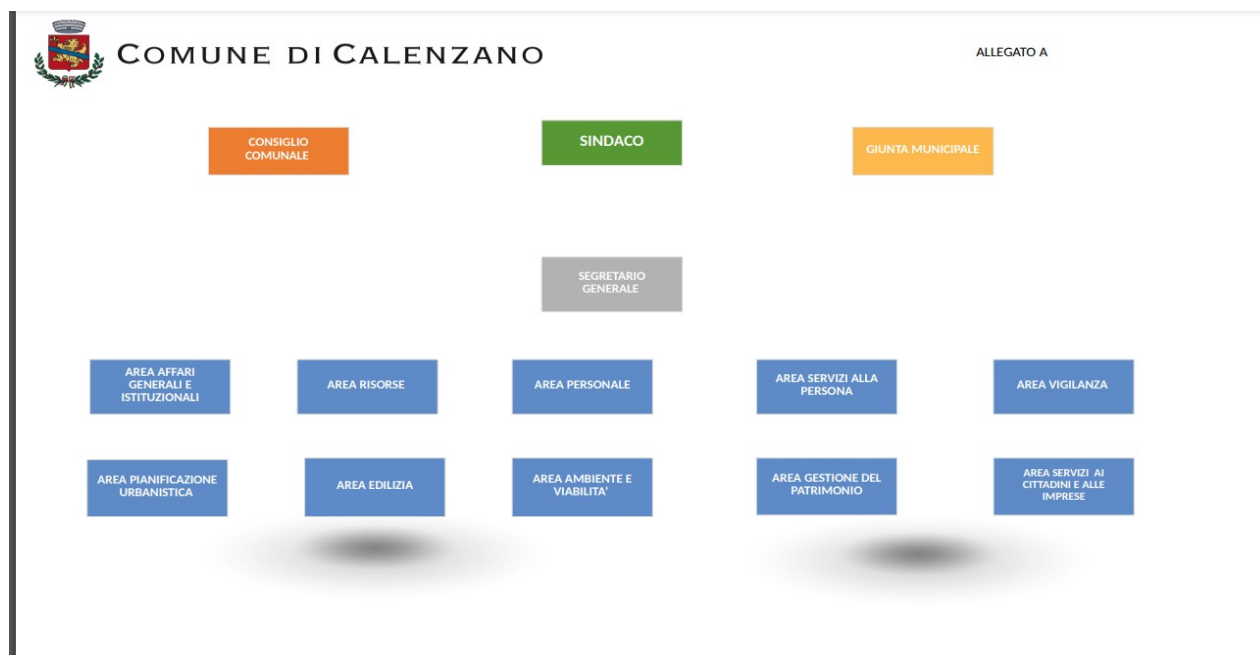 COMUNE DI CALENZANO
ALLEGATO A
CONSIGLIO
COMUNALE
SINDACO
GIUNTA MUNICIPALE
SEGRETARIO
GENERALE
AREA AFFARI
GENERALI E
ISTITUZIONALI
AREA RISORSE
AREA PERSONALE
AREA SERVIZI ALLA
PERSONA
AREA VIGILANZA
AREA PIANIFICAZIONE
URBANISTICA
AREA EDILIZIA
AREA AMBIENTE E
VIABILITA’
AREA GESTIONE DEL
PATRIMONIO
AREA SERVIZI AI
CITTADINI E ALLE
IMPRESE